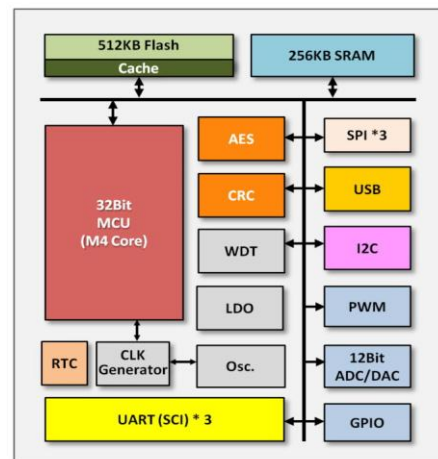 512KB Flash
Cache
256KB SRAM
32Bit
MCU
(M4 Core)
AES
SPI *3
CRC
USB
WDT
I2C
LDO
PWM
RTC
CLK
Generator
Osc.
12Bit
ADC/DAC
UART (SCI) * 3
GPIO